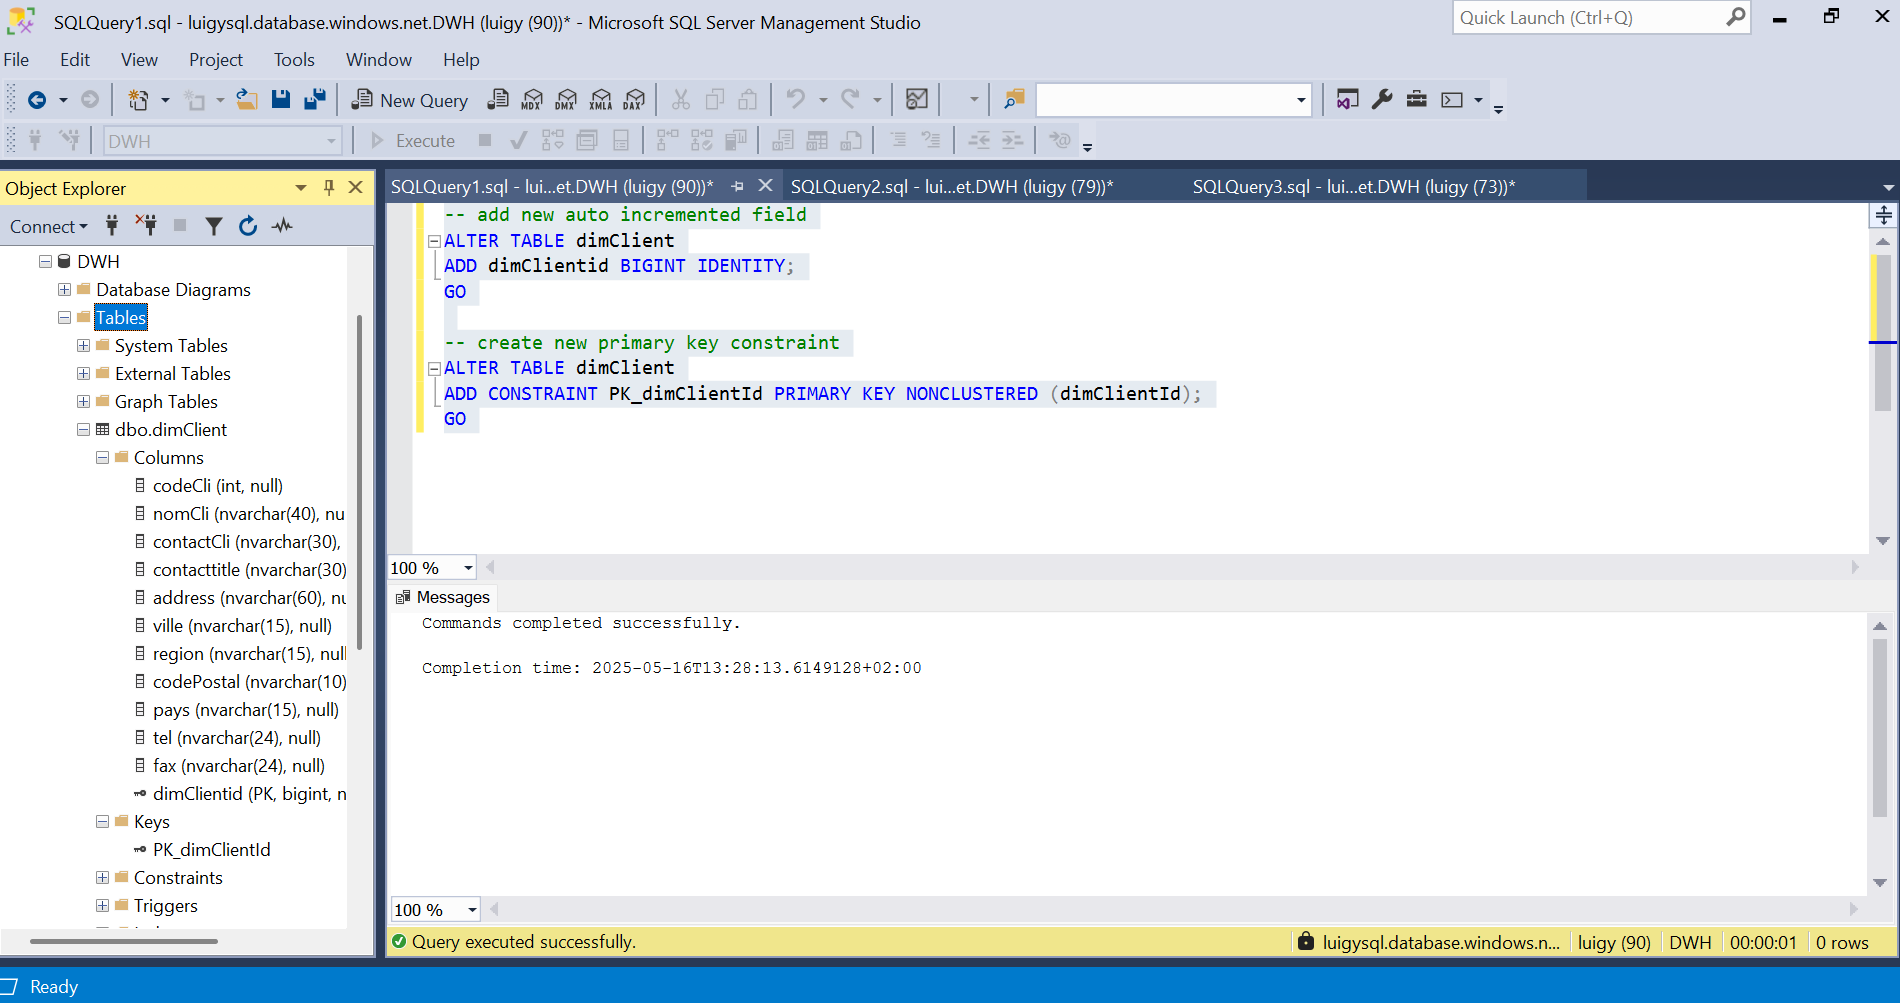 SQLQuery1.sql - luigysql.database.windows.net.DWH (luigy (90))* - Microsoft SQL Server Management Studio
Quick Launch (Ctrl+Q)
File Edit View Project Tools Window Help
New Query MDX DMX XMLA DAX
DWH Execute
Object Explorer
Connect
DWH
Database Diagrams
Tables
System Tables
External Tables
Graph Tables
dbo.dimClient
Columns
codeCli (int, null)
nomCli (nvarchar(40), nu
contactCli (nvarchar(30),
contacttitle (nvarchar(30)
address (nvarchar(60), nu
ville (nvarchar(15), null)
region (nvarchar(15), null
codePostal (nvarchar(10)
pays (nvarchar(15), null)
tel (nvarchar(24), null)
fax (nvarchar(24), null)
dimClientid (PK, bigint, n
Keys
PK_dimClientId
Constraints
Triggers
SQLQuery1.sql - lui...et.DWH (luigy (90))* SQLQuery2.sql - lui...et.DWH (luigy (79))* SQLQuery3.sql - lui...et.DWH (luigy (73))*
-- add new auto incremented field
ALTER TABLE dimClient
ADD dimClientid BIGINT IDENTITY;
GO
-- create new primary key constraint
ALTER TABLE dimClient
ADD CONSTRAINT PK_dimClientId PRIMARY KEY NONCLUSTERED (dimClientId);
GO
100 %
Messages
Commands completed successfully.
Completion time: 2025-05-16T13:28:13.6149128+02:00
100 %
Query executed successfully. luigysql.database.windows.n... luigy (90) DWH 00:00:01 0 rows
Ready